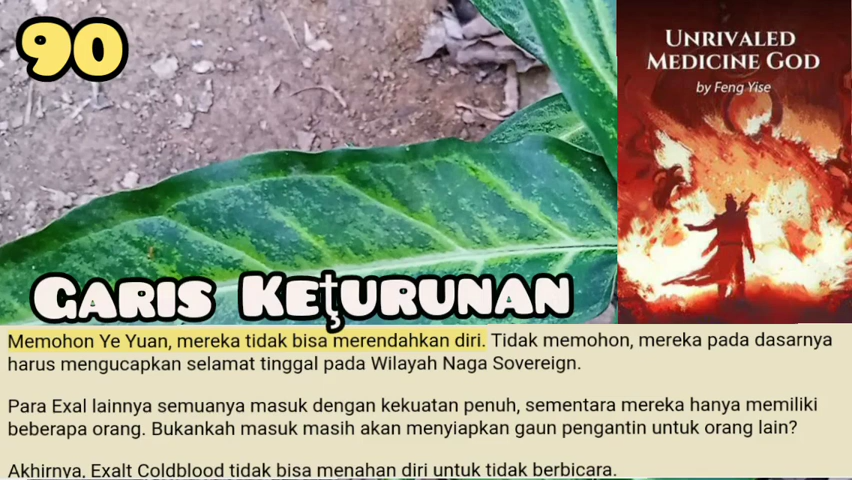 90
UNRIVALED
MEDICINE GOD
by Feng Yise
GARIS KEŢURUNAN
Memohon Ye Yuan, mereka tidak bisa merendahkan diri. Tidak memohon, mereka pada dasarnya
harus mengucapkan selamat tinggal pada Wilayah Naga Sovereign.
Para Exal lainnya semuanya masuk dengan kekuatan penuh, sementara mereka hanya memiliki
beberapa orang. Bukankah masuk masih akan menyiapkan gaun pengantin untuk orang lain?
Akhirnya, Exalt Coldblood tidak bisa menahan diri untuk tidak berbicara.